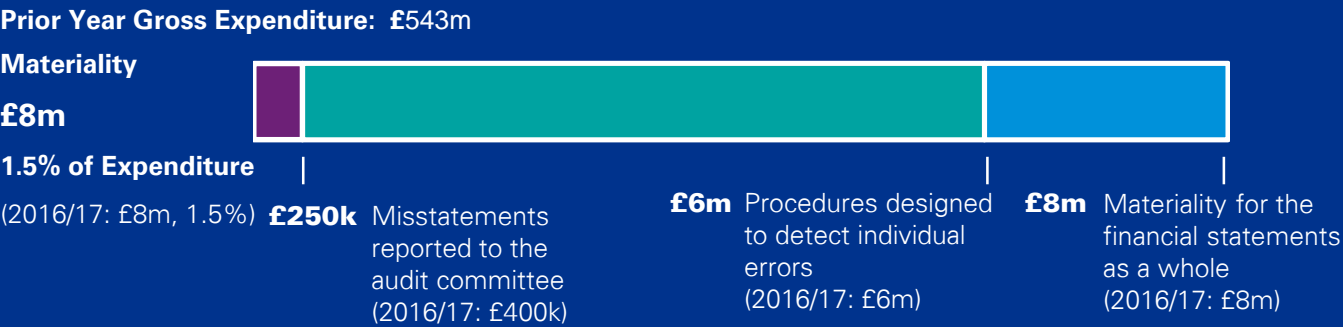 Prior Year Gross Expenditure: £543m
Materiality
£8m
1.5% of Expenditure
(2016/17: £8m, 1.5%)
£250k Misstatements
reported to the
audit committee
(2016/17: £400k)
£6m Procedures designed
to detect individual
errors
(2016/17: £6m)
£8m Materiality for the
financial statements
as a whole
(2016/17: £8m)